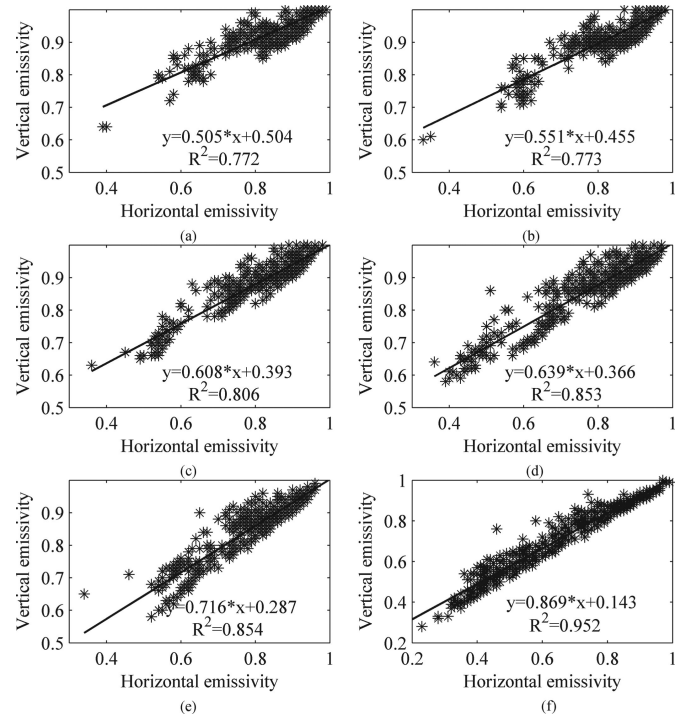 Vertical emissivity
0.9
0.8
0.7
0.6
0.5
y=0.505*x+0.504
R²=0.772
0.4 0.6 0.8 1
Horizontal emissivity
(a)
Vertical emissivity
0.9
0.8
0.7
0.6
0.5
y=0.551*x+0.455
R²=0.773
0.4 0.6 0.8 1
Horizontal emissivity
(b)
Vertical emissivity
0.9
0.8
0.7
0.6
0.5
y=0.608*x+0.393
R²=0.806
0.4 0.6 0.8 1
Horizontal emissivity
(c)
Vertical emissivity
0.9
0.8
0.7
0.6
0.5
y=0.639*x+0.366
R²=0.853
0.4 0.6 0.8 1
Horizontal emissivity
(d)
Vertical emissivity
0.9
0.8
0.7
0.6
0.5
y=0.716*x+0.287
R²=0.854
0.4 0.6 0.8 1
Horizontal emissivity
(e)
Vertical emissivity
1
0.8
0.6
0.4
0.2
y=0.869*x+0.143
R²=0.952
0.2 0.4 0.6 0.8 1
Horizontal emissivity
(f)